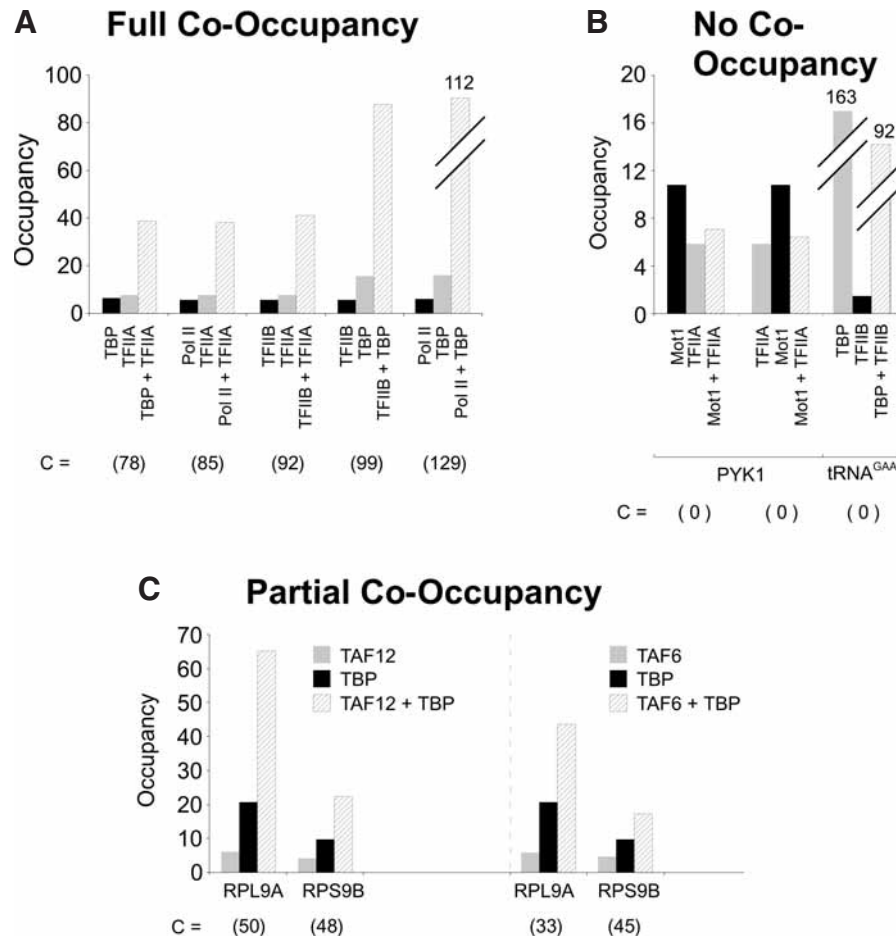 A
Full Co-Occupancy
Occupancy
100
80
60
40
20
0
112
TBP
TFIIA
TBP + TFIIA
Pol II
TFIIA
Pol II + TFIIA
TFIIB
TFIIA
TFIIB + TFIIA
TFIIB
TBP
TFIIB + TBP
Pol II
TBP
Pol II + TBP
C = (78) (85) (92) (99) (129)
B
No Co-
Occupancy
Occupancy
20
16
12
8
4
0
163
92
Mot1
TFIIA
Mot1 + TFIIA
TFIIA
Mot1
Mot1 + TFIIA
TBP
TFIIB
TBP + TFIIB
PYK1 tRNA^GAA
C = ( 0 ) ( 0 ) ( 0 )
C
Partial Co-Occupancy
Occupancy
70
60
50
40
30
20
10
0
TAF12
TBP
TAF12 + TBP
TAF6
TBP
TAF6 + TBP
RPL9A RPS9B RPL9A RPS9B
C = (50) (48) (33) (45)